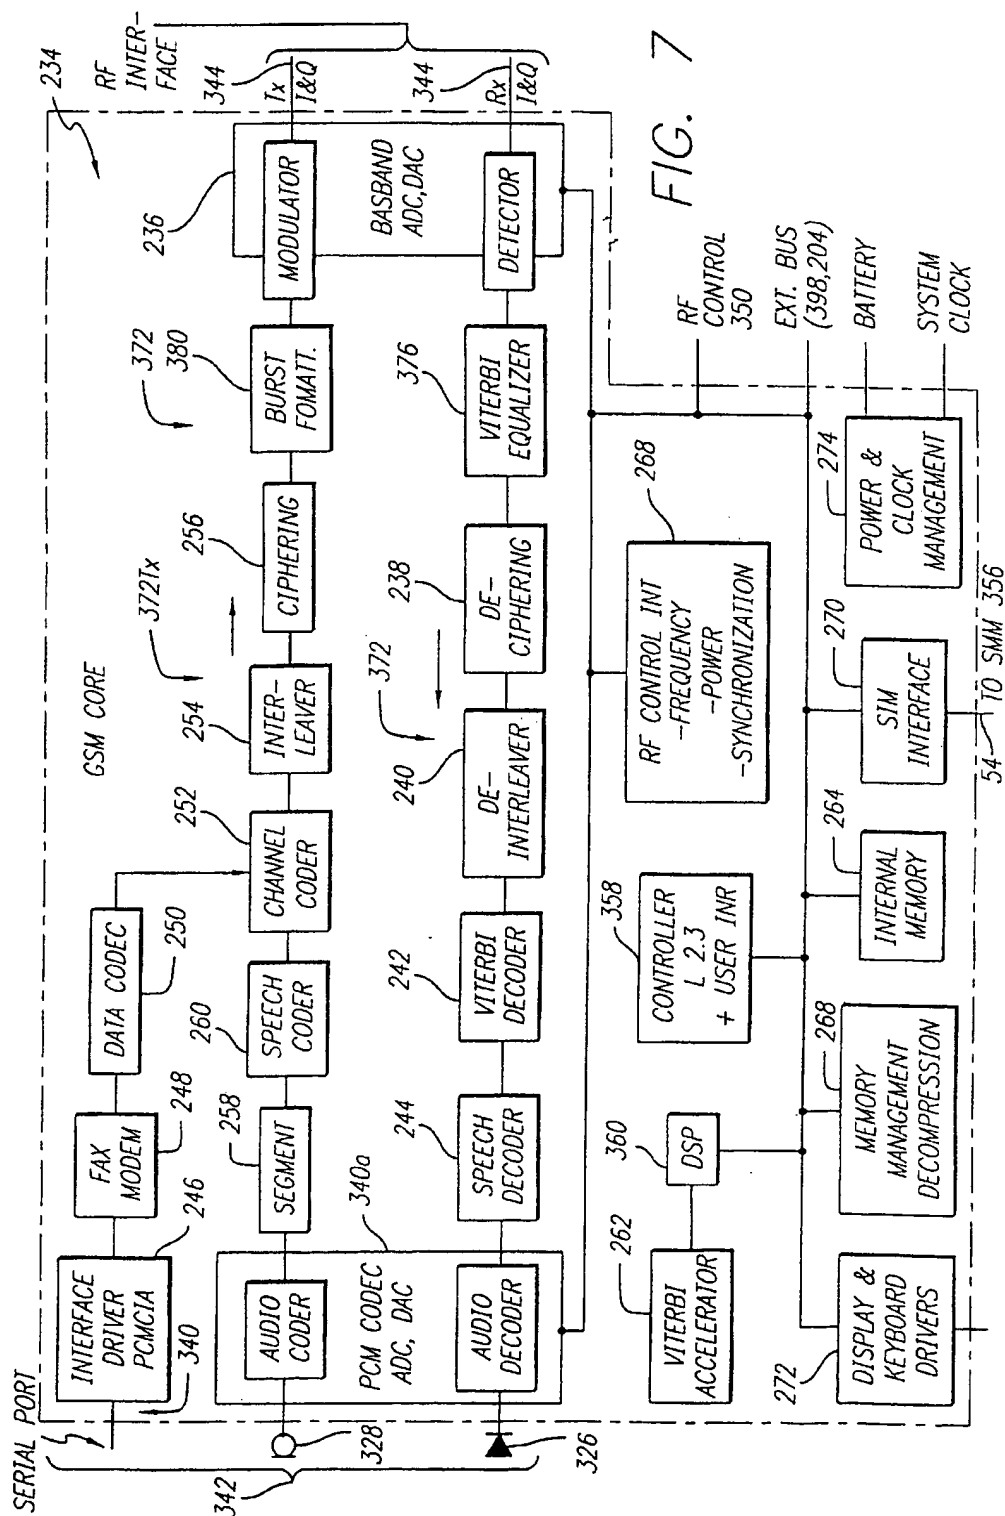 SERIAL PORT
340
INTERFACE
DRIVER
PCMCIA
246
FAX
MODEM
248
DATA CODEC
250
GSM CORE
234
RF
INTER-
FACE
342
328
AUDIO
CODER
PCM CODEC
ADC, DAC
340a
AUDIO
DECODER
326
SEGMENT
258
SPEECH
CODER
260
CHANNEL
CODER
252
INTER-
LEAVER
254
372Tx
CIPHERING
256
BURST
FOMATT.
372
380
MODULATOR
236
BASBAND
ADC,DAC
DETECTOR
344
Tx
I&Q
344
Rx
I&Q
SPEECH
DECODER
244
VITERBI
DECODER
242
DE-
INTERLEAVER
240
372
DE-
CIPHERING
238
VITERBI
EQUALIZER
376
FIG. 7
VITERBI
ACCELERATOR
262
DSP
360
CONTROLLER
L 2.3
+ USER INR
358
RF CONTROL INT
-FREQUENCY
-POWER
-SYNCHRONIZATION
268
RF
CONTROL
350
EXT. BUS
(398,204)
BATTERY
SYSTEM
CLOCK
272
DISPLAY &
KEYBOARD
DRIVERS
MEMORY
MANAGEMENT
DECOMPRESSION
268
INTERNAL
MEMORY
264
SIM
INTERFACE
270
POWER &
CLOCK
MANAGEMENT
274
54
TO SMM 356